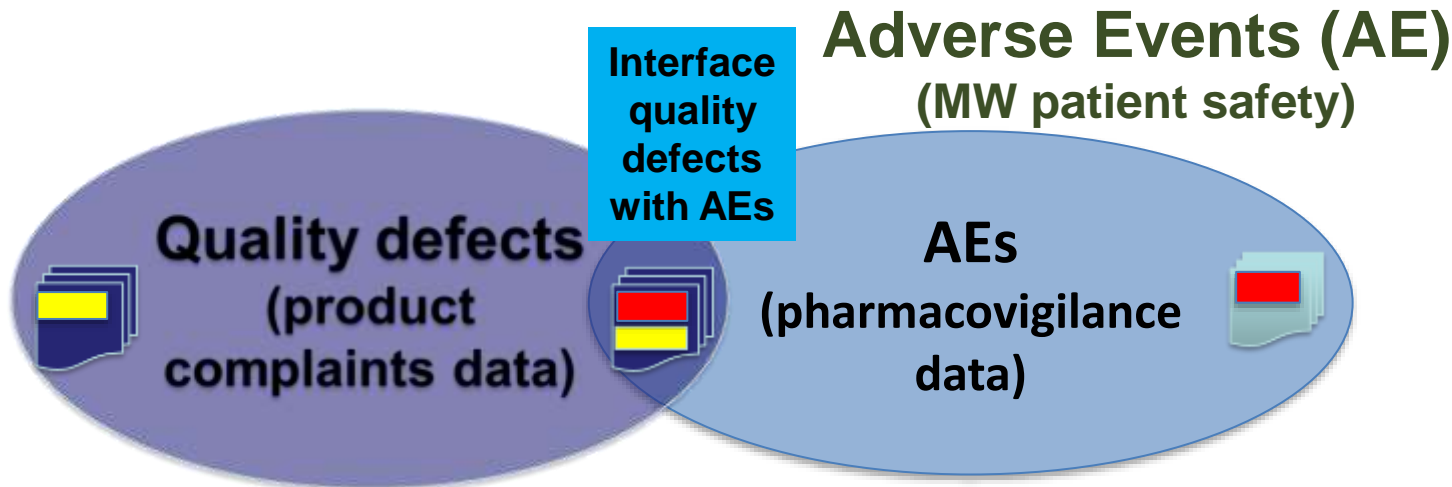 Adverse Events (AE)
(MW patient safety)
Interface
quality
defects
with AEs
Quality defects
(product
complaints data)
AEs
(pharmacovigilance
data)